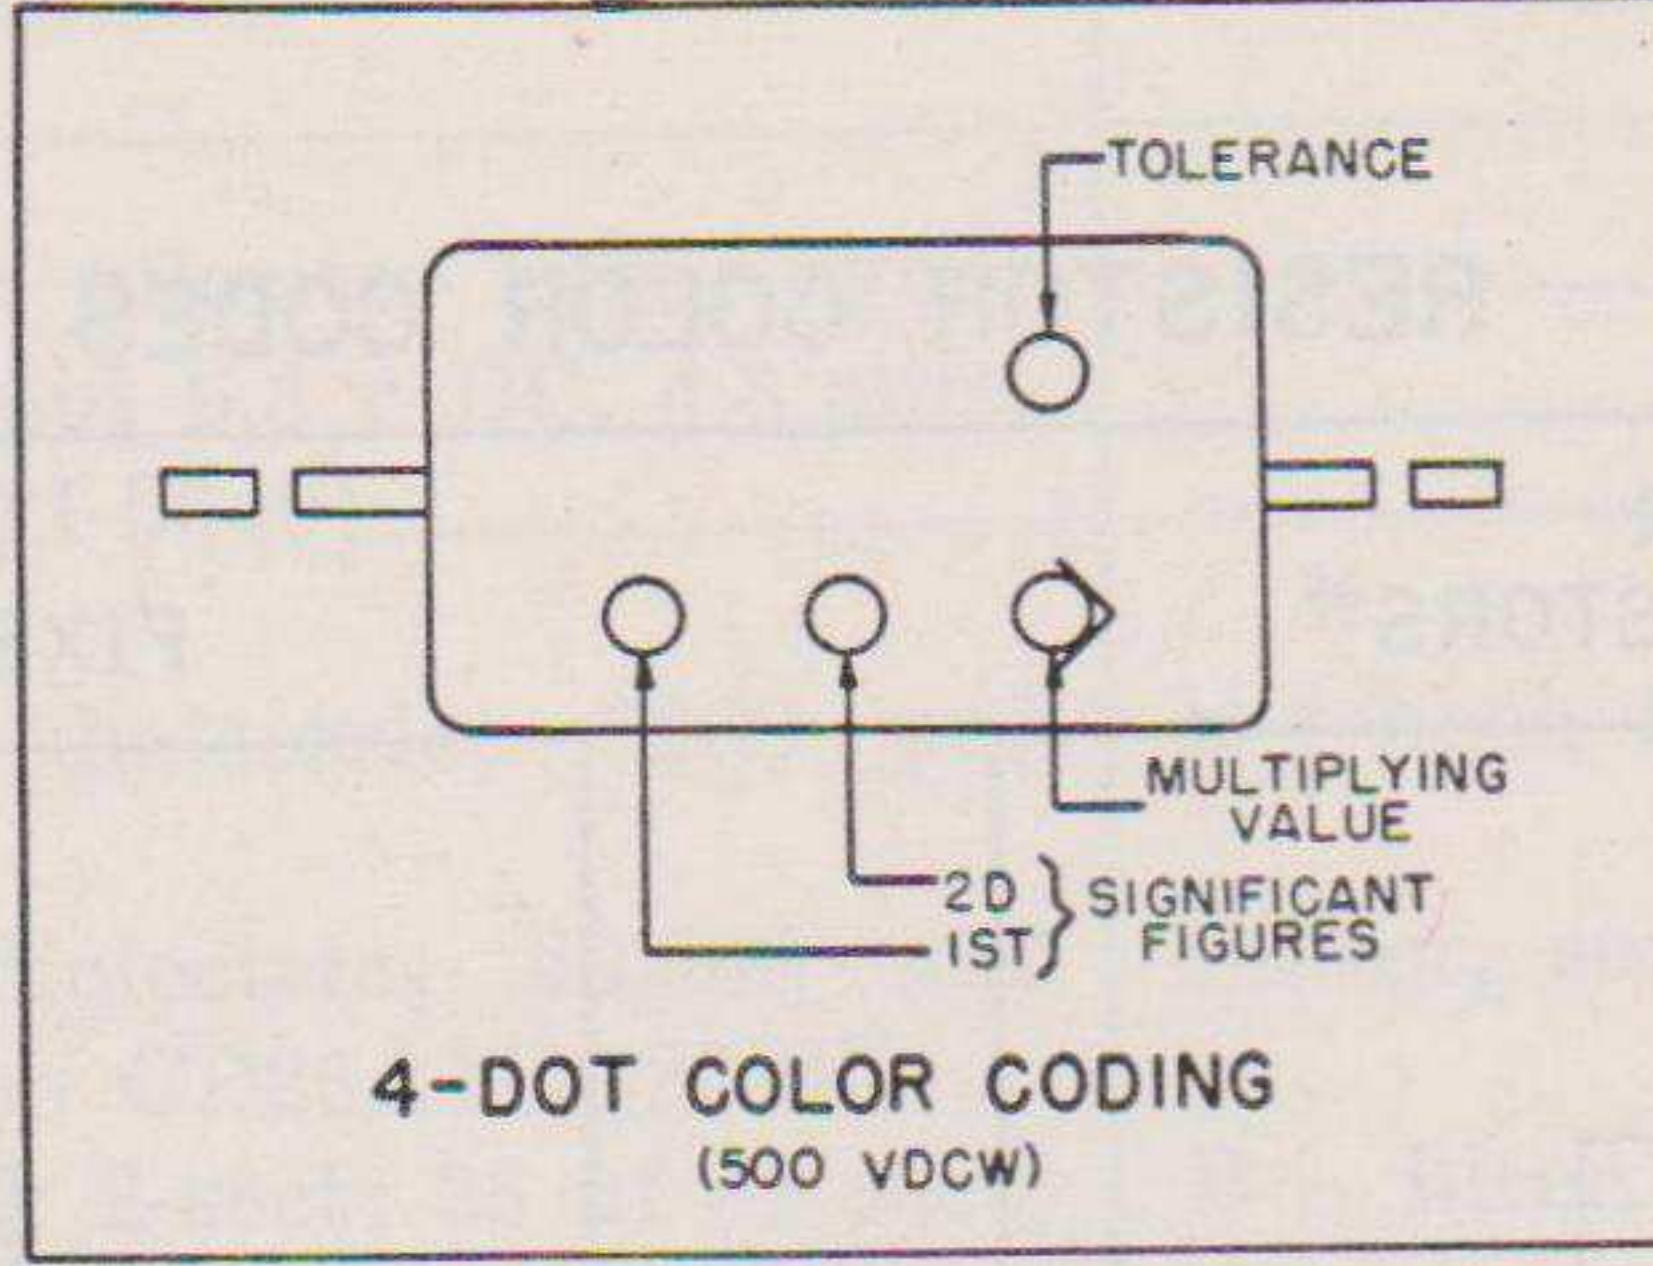 TOLERANCE
MULTIPLYING
VALUE
2D } SIGNIFICANT
1ST } FIGURES
4-DOT COLOR CODING
(500 VDCW)